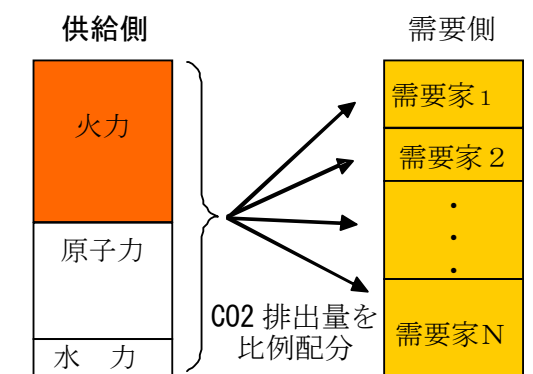 供給側
需要側
火力
原子力
水　力
CO2 排出量を
比例配分
需要家1
需要家２
・
・
・
需要家Ｎ